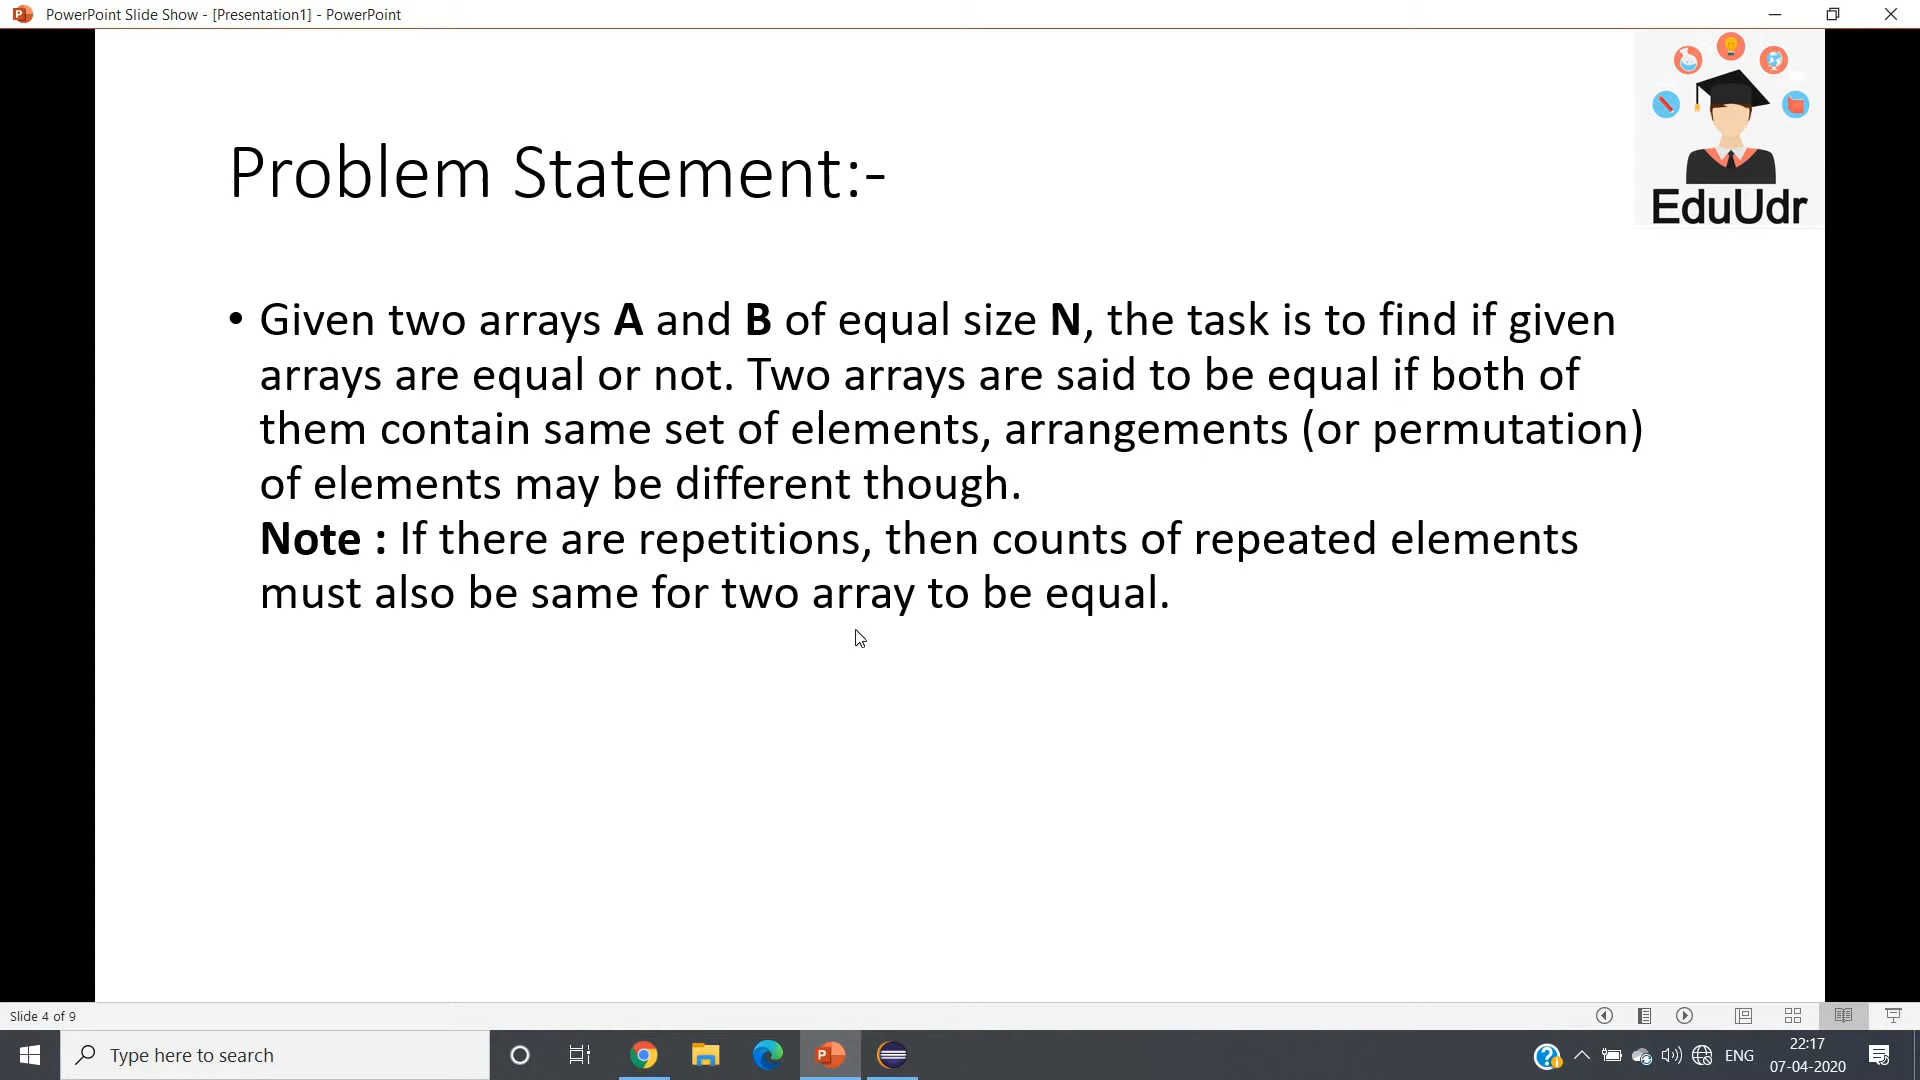 PowerPoint Slide Show - [Presentation1] - PowerPoint
EduUdr
Problem Statement:-
• Given two arrays A and B of equal size N, the task is to find if given
arrays are equal or not. Two arrays are said to be equal if both of
them contain same set of elements, arrangements (or permutation)
of elements may be different though.
Note : If there are repetitions, then counts of repeated elements
must also be same for two array to be equal.
Slide 4 of 9
Type here to search
ENG
22:17
07-04-2020